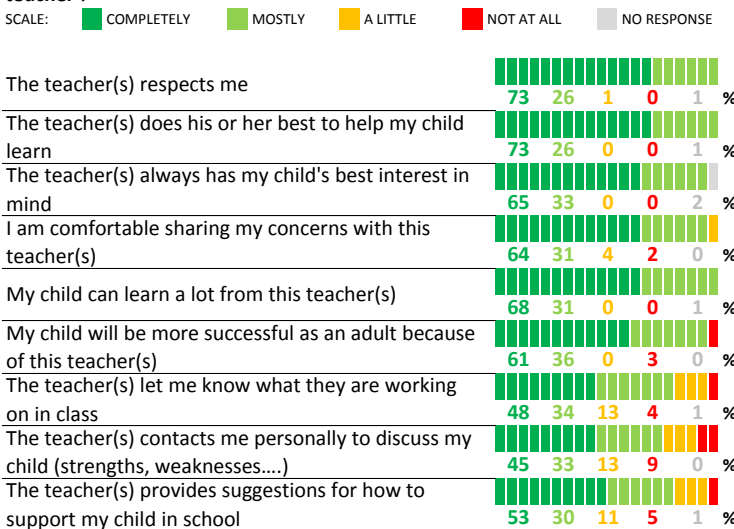 teacher?
SCALE: COMPLETELY MOSTLY A LITTLE NOT AT ALL NO RESPONSE
The teacher(s) respects me
73 26 1 0 1 %
The teacher(s) does his or her best to help my child
learn
73 26 0 0 1 %
The teacher(s) always has my child's best interest in
mind
65 33 0 0 2 %
I am comfortable sharing my concerns with this
teacher(s)
64 31 4 2 0 %
My child can learn a lot from this teacher(s)
68 31 0 0 1 %
My child will be more successful as an adult because
of this teacher(s)
61 36 0 3 0 %
The teacher(s) let me know what they are working
on in class
48 34 13 4 1 %
The teacher(s) contacts me personally to discuss my
child (strengths, weaknesses....)
45 33 13 9 0 %
The teacher(s) provides suggestions for how to
support my child in school
53 30 11 5 1 %